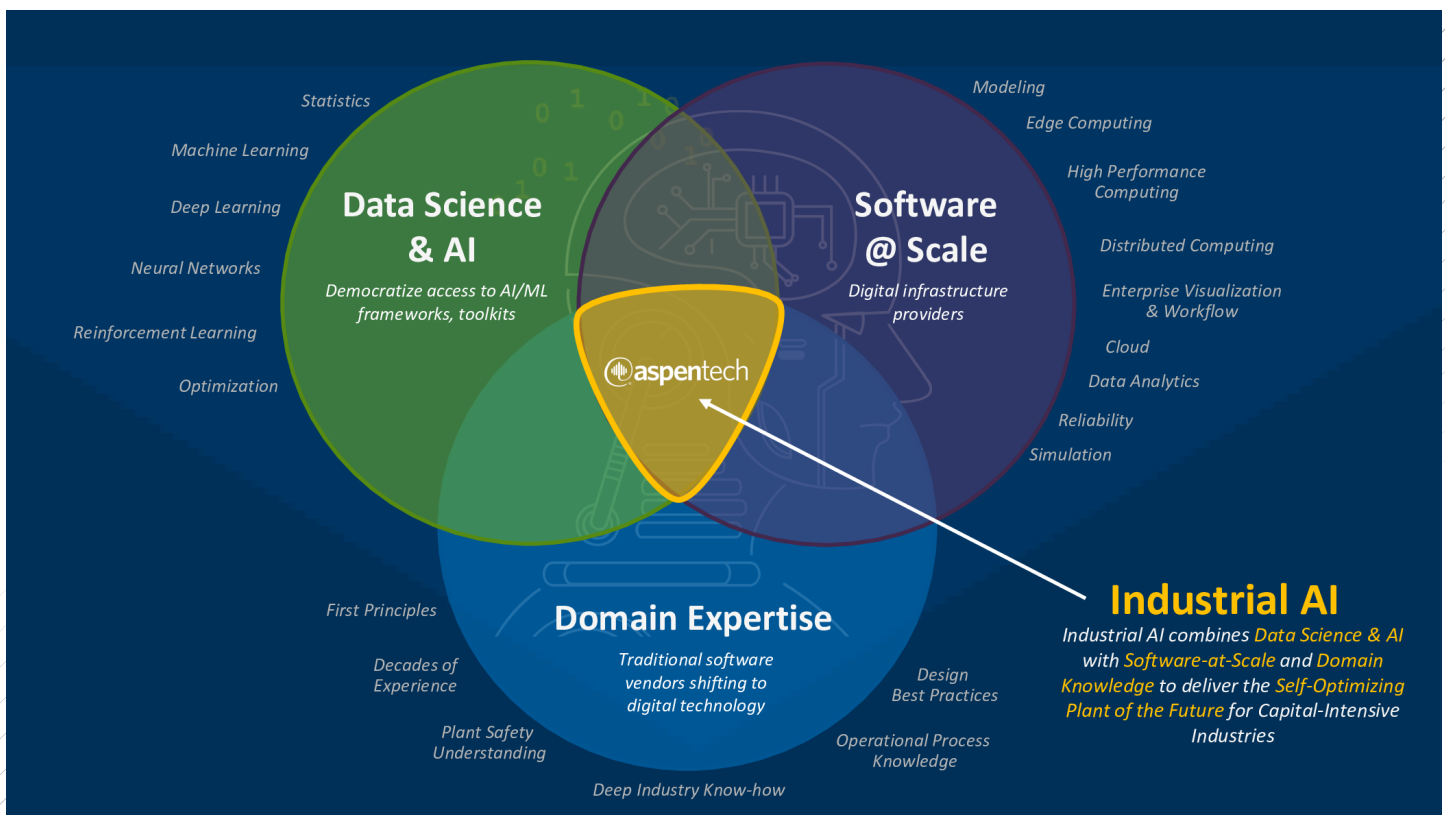 Statistics
Machine Learning
Deep Learning
Neural Networks
Reinforcement Learning
Optimization
Data Science
& AI
Democratize access to AI/ML
frameworks, toolkits
Software
@ Scale
Digital infrastructure
providers
Modeling
Edge Computing
High Performance
Computing
Distributed Computing
Enterprise Visualization
& Workflow
Cloud
Data Analytics
Reliability
Simulation
aspentech
Domain Expertise
Traditional software
vendors shifting to
digital technology
First Principles
Decades of
Experience
Plant Safety
Understanding
Deep Industry Know-how
Design
Best Practices
Operational Process
Knowledge
Industrial AI
Industrial AI combines Data Science & AI
with Software-at-Scale and Domain
Knowledge to deliver the Self-Optimizing
Plant of the Future for Capital-Intensive
Industries